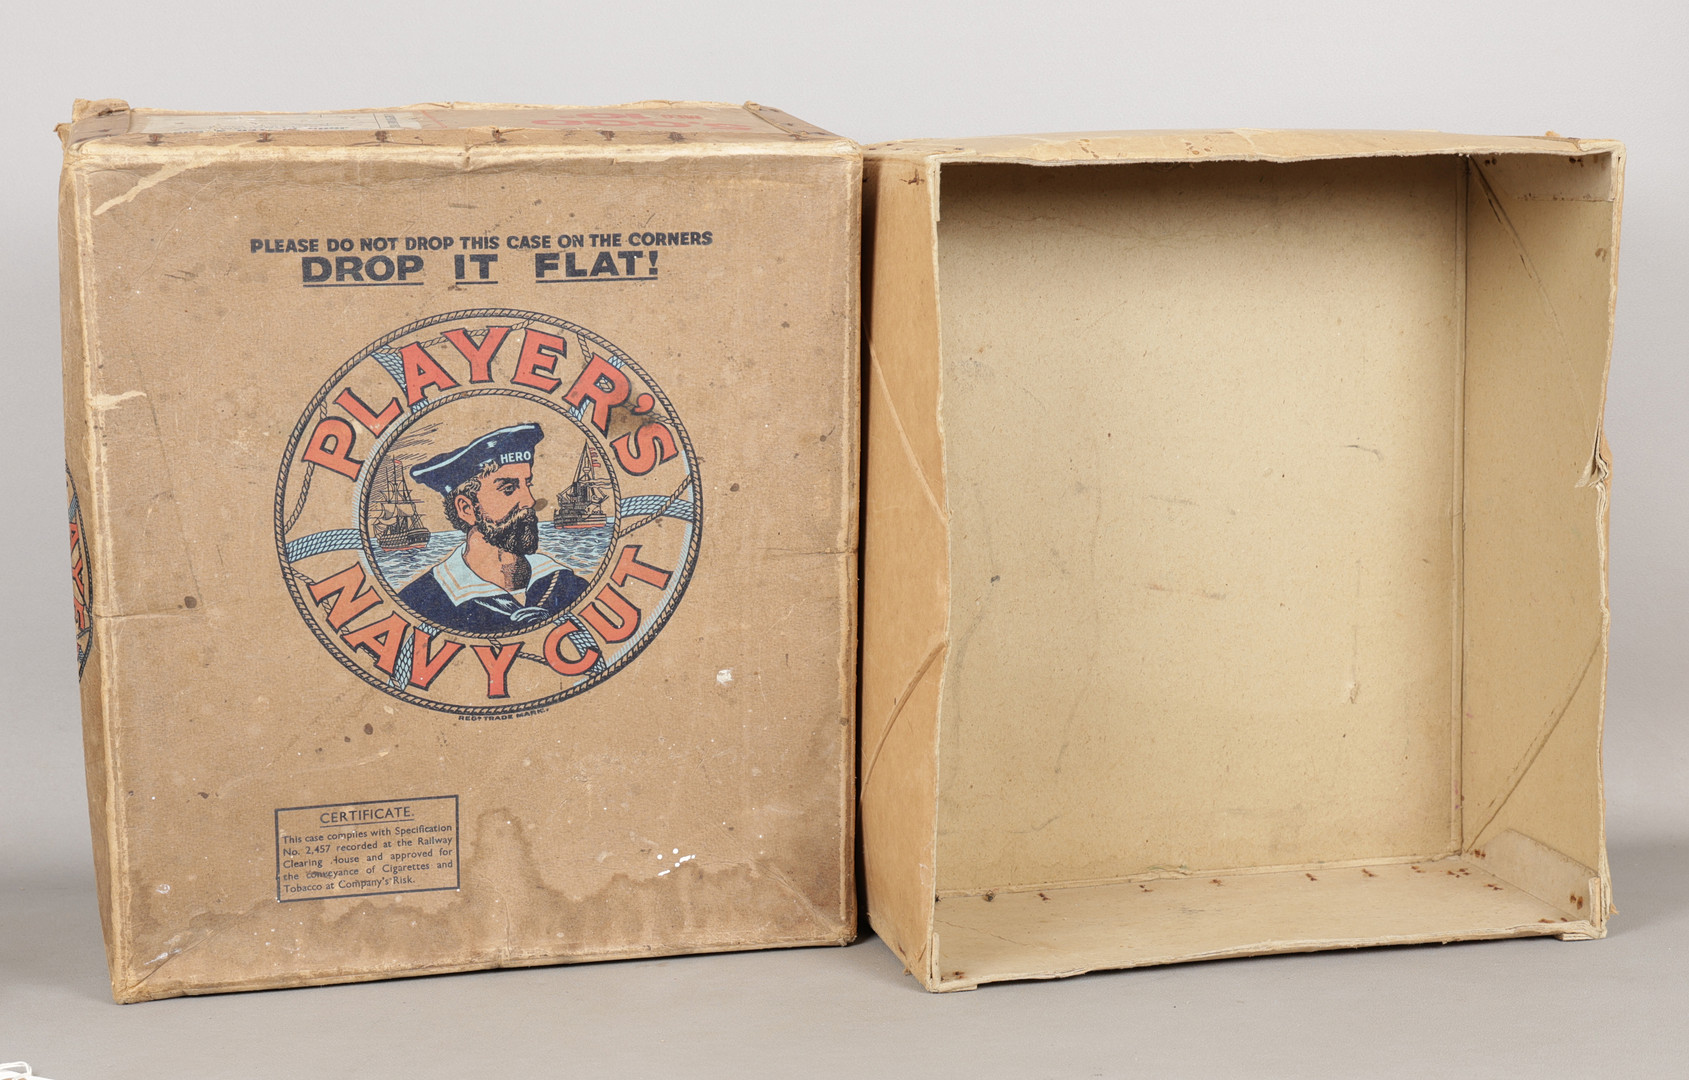 PLEASE DO NOT DROP THIS CASE ON THE CORNERS
DROP IT FLAT!
PLAYER'S
HERO
NAVY CUT
REGD TRADE MARK.
CERTIFICATE.
This case complies with Specification
No. 2,457 recorded at the Railway
Clearing House and approved for
the conveyance of Cigarettes and
Tobacco at Company's Risk.